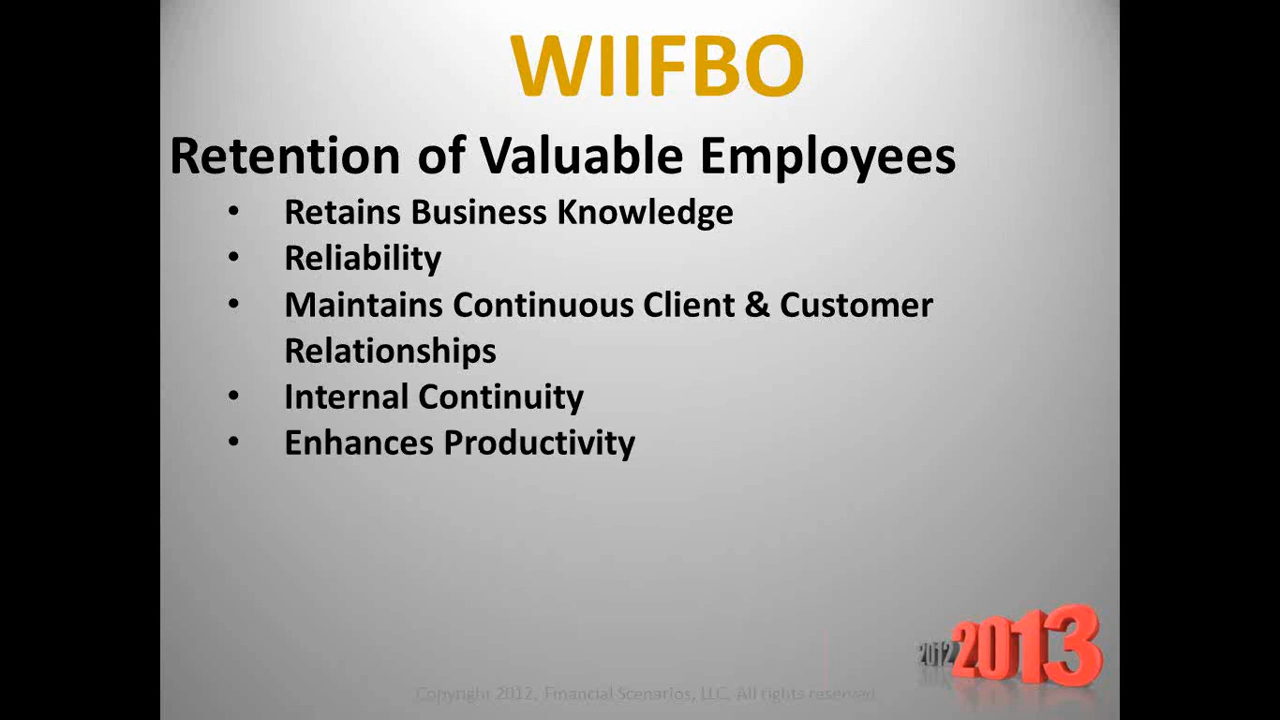 WIIFBO
Retention of Valuable Employees
• Retains Business Knowledge
• Reliability
• Maintains Continuous Client & Customer
Relationships
• Internal Continuity
• Enhances Productivity
2012 2013
Copyright 2012, Financial Scenarios, LLC, All rights reserved